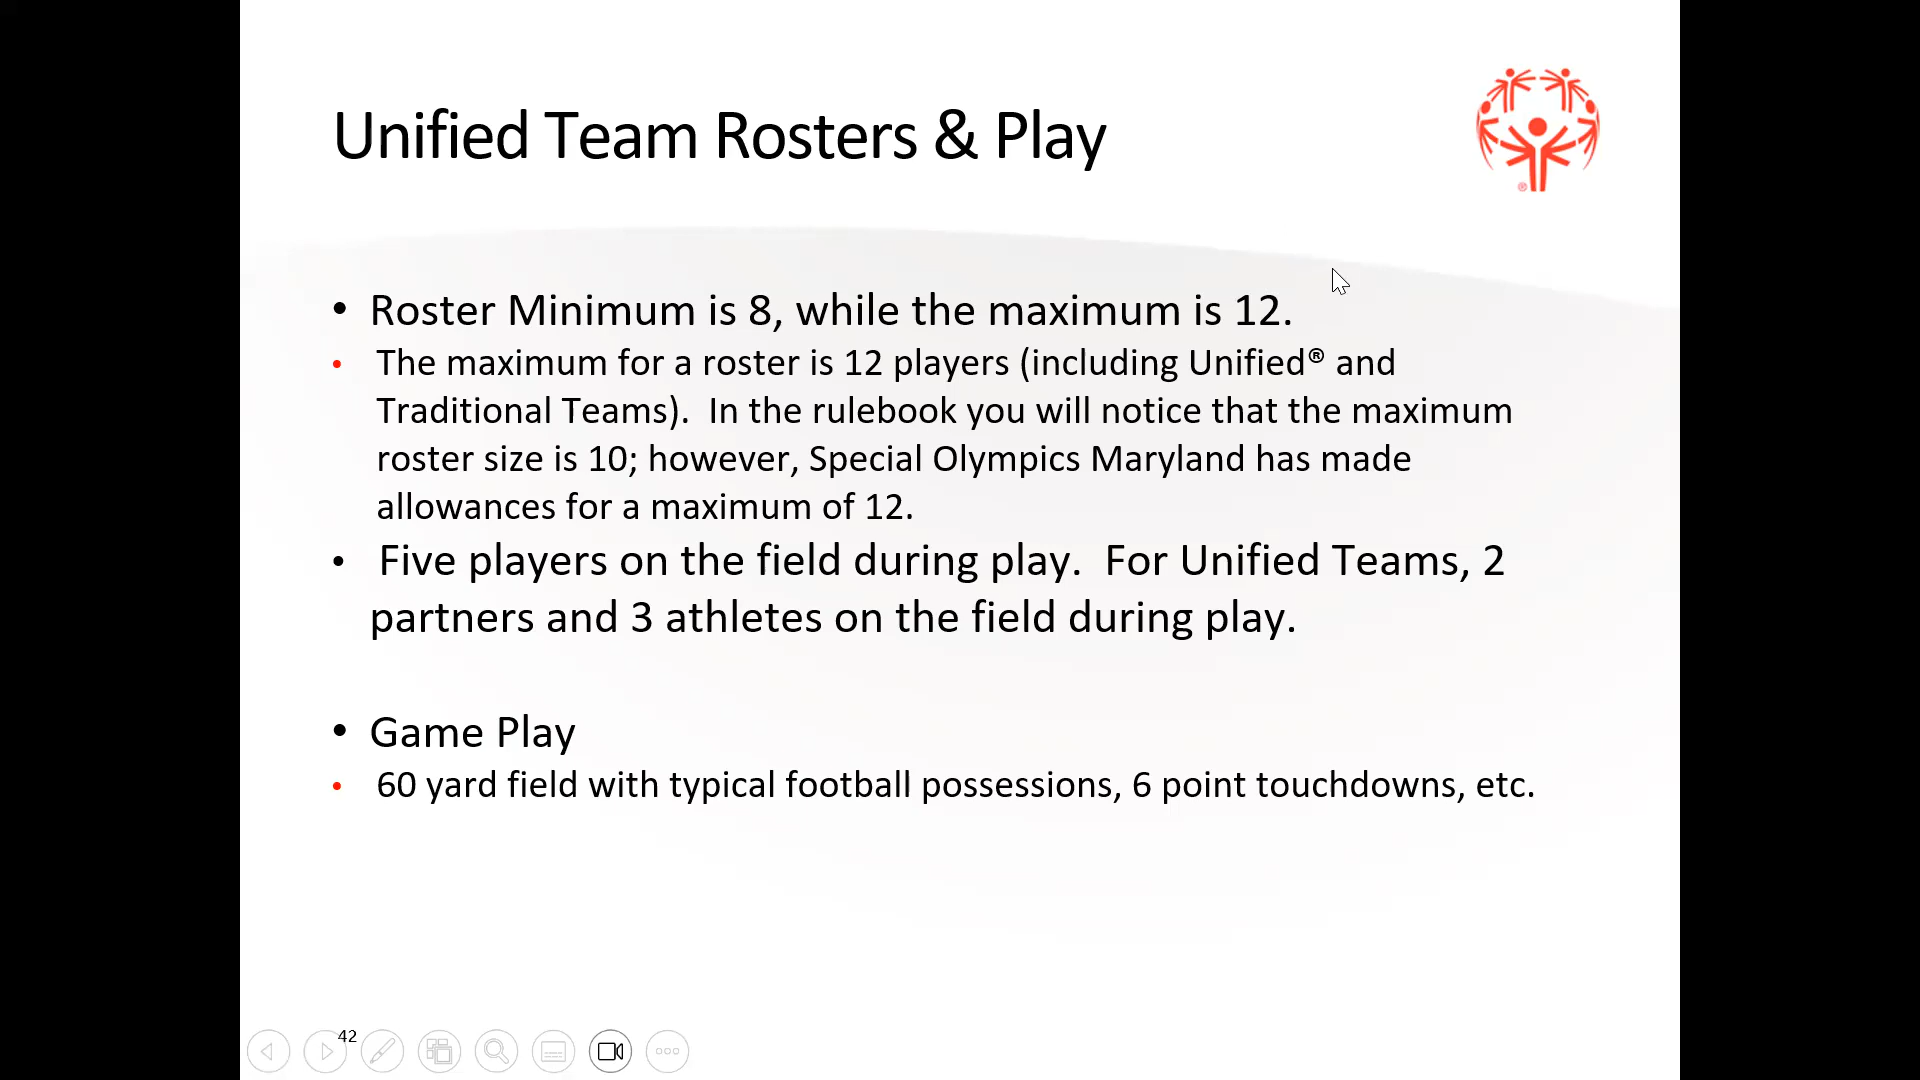 Unified Team Rosters & Play
®
• Roster Minimum is 8, while the maximum is 12.
• The maximum for a roster is 12 players (including Unified® and
Traditional Teams).  In the rulebook you will notice that the maximum
roster size is 10; however, Special Olympics Maryland has made
allowances for a maximum of 12.
• Five players on the field during play.  For Unified Teams, 2
partners and 3 athletes on the field during play.
• Game Play
• 60 yard field with typical football possessions, 6 point touchdowns, etc.
42